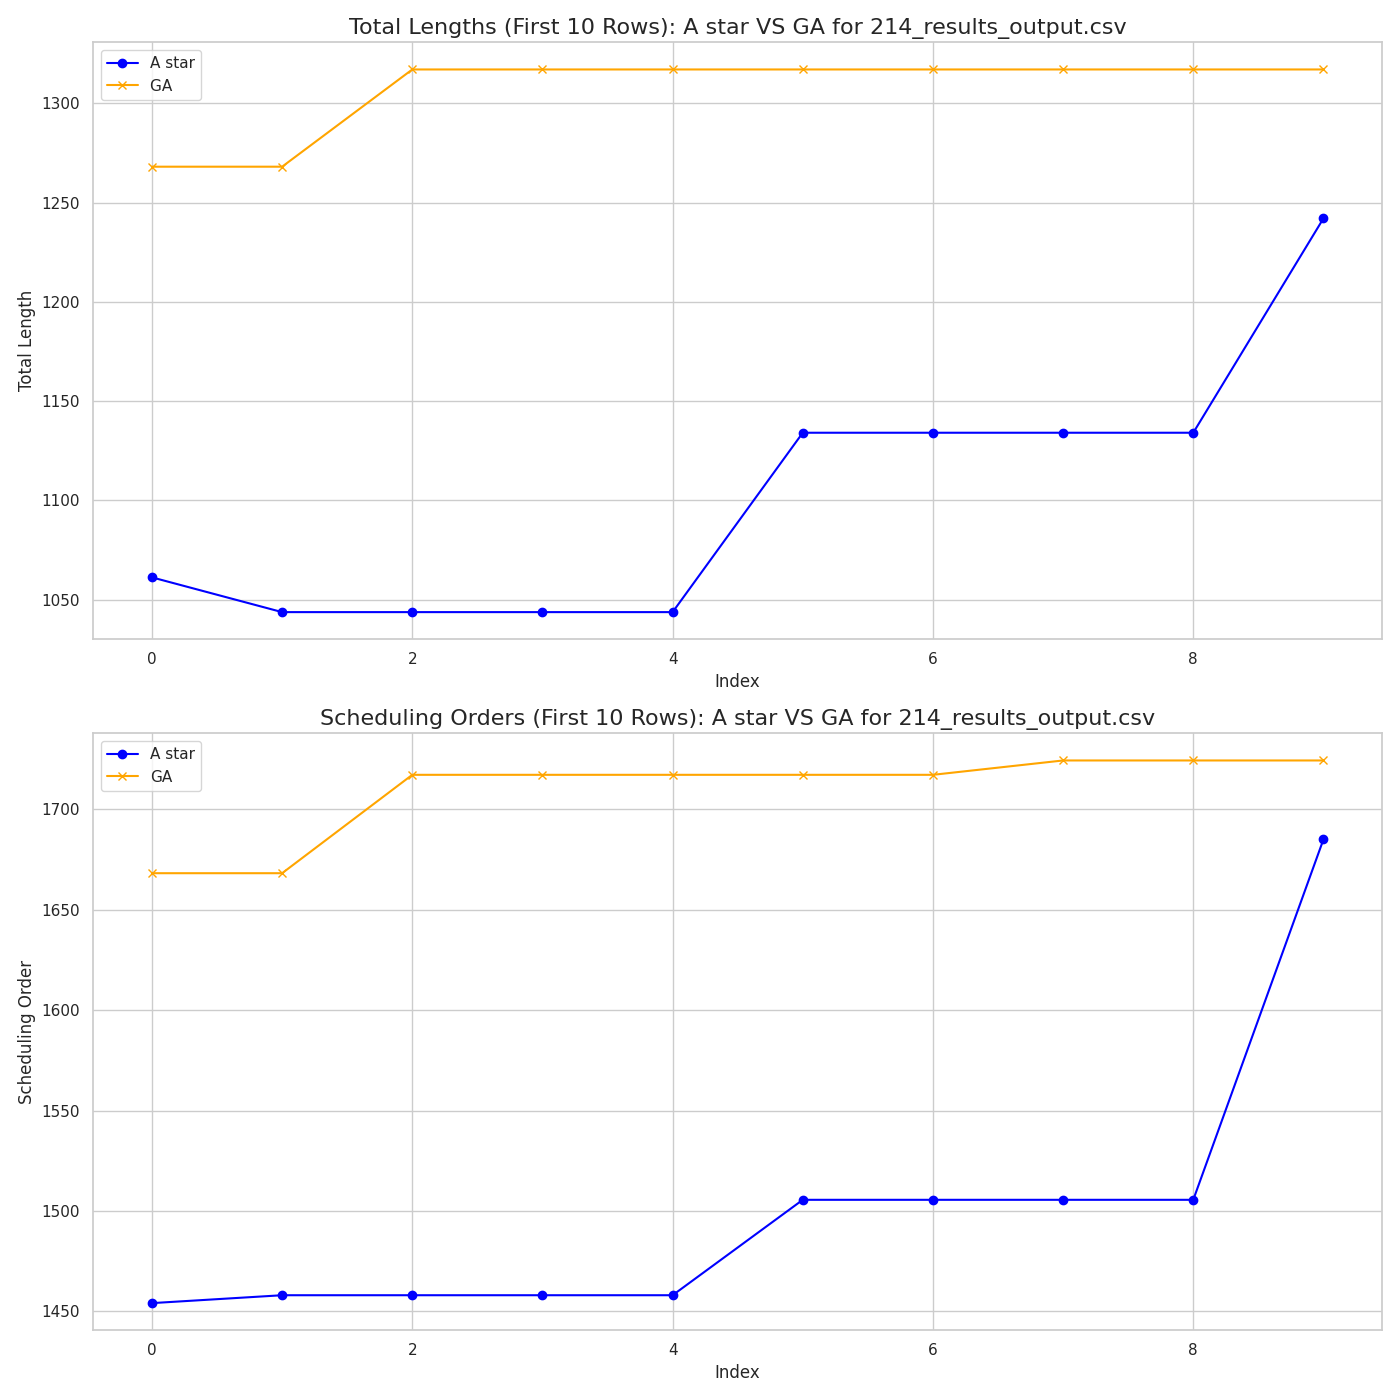 Total Lengths (First 10 Rows): A star VS GA for 214_results_output.csv
A star
GA
1300
1250
1200
1150
1100
1050
Total Length
0 2 4 6 8
Index
Scheduling Orders (First 10 Rows): A star VS GA for 214_results_output.csv
A star
GA
1700
1650
1600
1550
1500
1450
Scheduling Order
0 2 4 6 8
Index